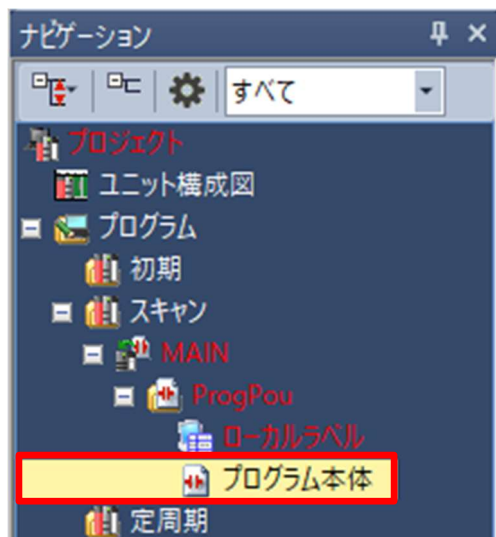 ナビゲーション
すべて
プロジェクト
ユニット構成図
プログラム
初期
スキャン
MAIN
ProgPou
ローカルラベル
プログラム本体
定周期